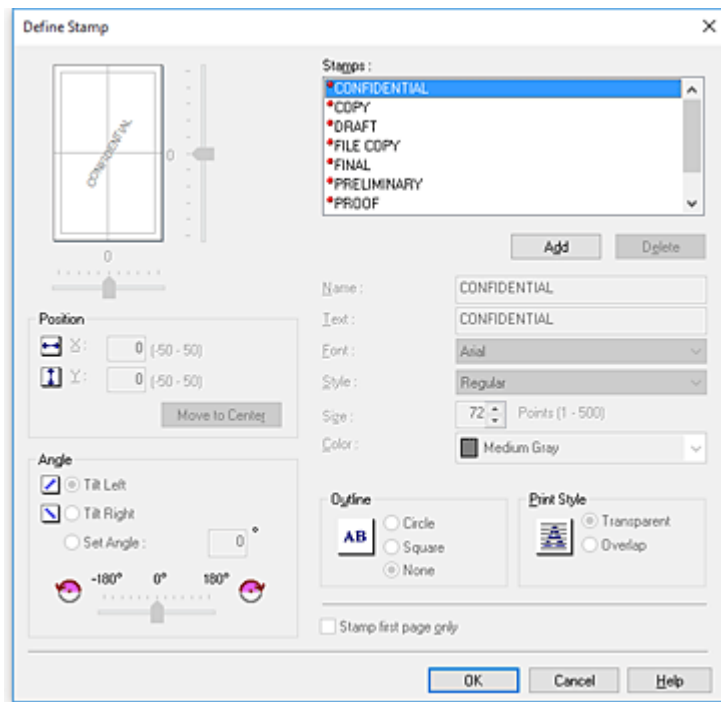 Define Stamp
CONFIDENTIAL
0
0
Position
X: 0 (-50 - 50)
Y: 0 (-50 - 50)
Move to Center
Angle
Tilt Left
Tilt Right
Set Angle : 0 °
-180° 0° 180°
Stamps :
CONFIDENTIAL
COPY
DRAFT
FILE COPY
FINAL
PRELIMINARY
PROOF
Add Delete
Name : CONFIDENTIAL
Text : CONFIDENTIAL
Font : Arial
Style : Regular
Size : 72 Points (1 - 500)
Color : Medium Gray
Outline
AB
Circle
Square
None
Print Style
Transparent
Overlap
Stamp first page only
OK Cancel Help